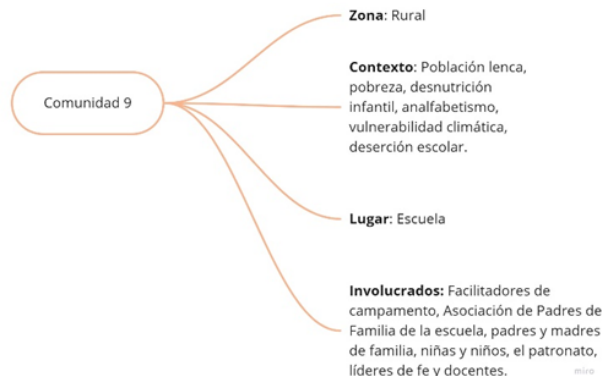 Comunidad 9
Zona: Rural
Contexto: Población lenca,
pobreza, desnutrición
infantil, analfabetismo,
vulnerabilidad climática,
deserción escolar.
Lugar: Escuela
Involucrados: Facilitadores de
campamento, Asociación de Padres de
Familia de la escuela, padres y madres
de familia, niñas y niños, el patronato,
líderes de fe y docentes.
miro